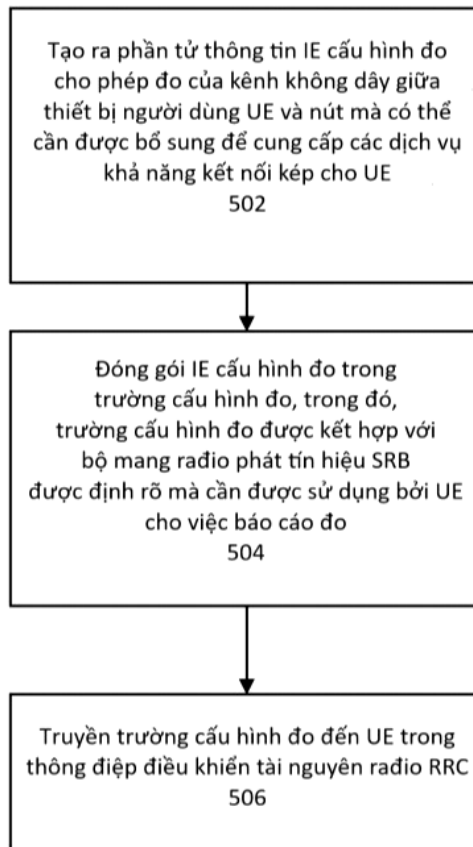 Tạo ra phần tử thông tin IE cấu hình đo
cho phép đo của kênh không dây giữa
thiết bị người dùng UE và nút mà có thể
cần được bổ sung để cung cấp các dịch vụ
khả năng kết nối kép cho UE
502
Đóng gói IE cấu hình đo trong
trường cấu hình đo, trong đó,
trường cấu hình đo được kết hợp với
bộ mang rađio phát tín hiệu SRB
được định rõ mà cần được sử dụng bởi UE
cho việc báo cáo đo
504
Truyền trường cấu hình đo đến UE trong
thông điệp điều khiển tài nguyên rađio RRC
506